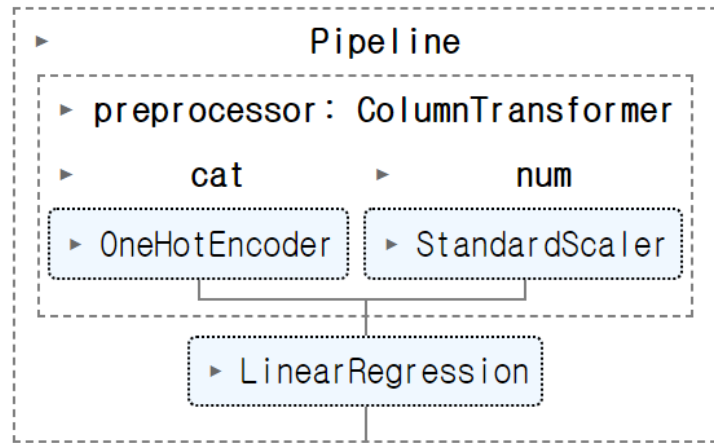 Pipeline
preprocessor: ColumnTransformer
cat num
OneHotEncoder StandardScaler
LinearRegression